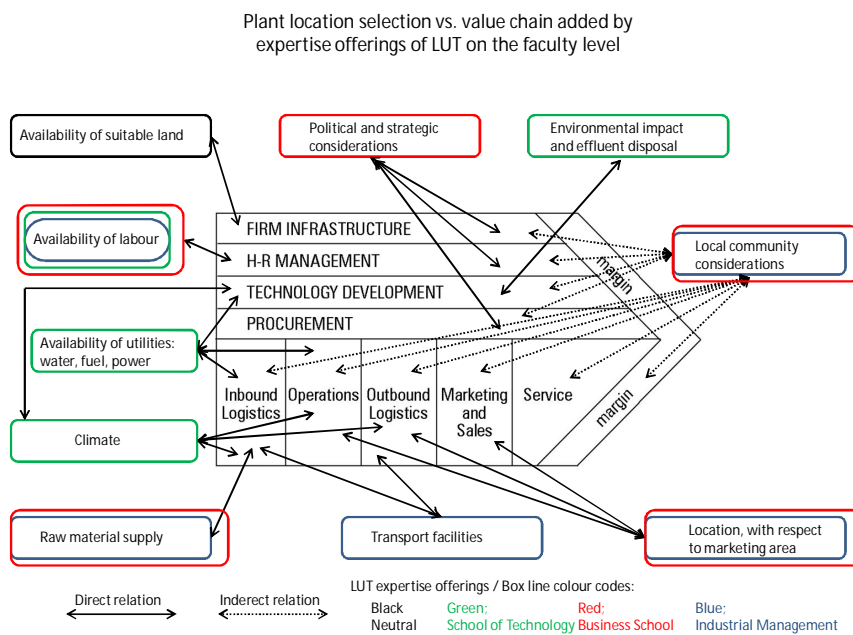 Plant location selection vs. value chain added by
expertise offerings of LUT on the faculty level
Availability of suitable land
Political and strategic
considerations
Environmental impact
and effluent disposal
Availability of labour
FIRM INFRASTRUCTURE
H-R MANAGEMENT
TECHNOLOGY DEVELOPMENT
PROCUREMENT
margin
Local community
considerations
Availability of utilities:
water, fuel, power
Inbound
Logistics
Operations
Outbound
Logistics
Marketing
and
Sales
Service
margin
Climate
Raw material supply
Transport facilities
Location, with respect
to marketing area
Direct relation
Inderect relation
LUT expertise offerings / Box line colour codes:
Black
Neutral
Green;
School of Technology
Red;
Business School
Blue;
Industrial Management